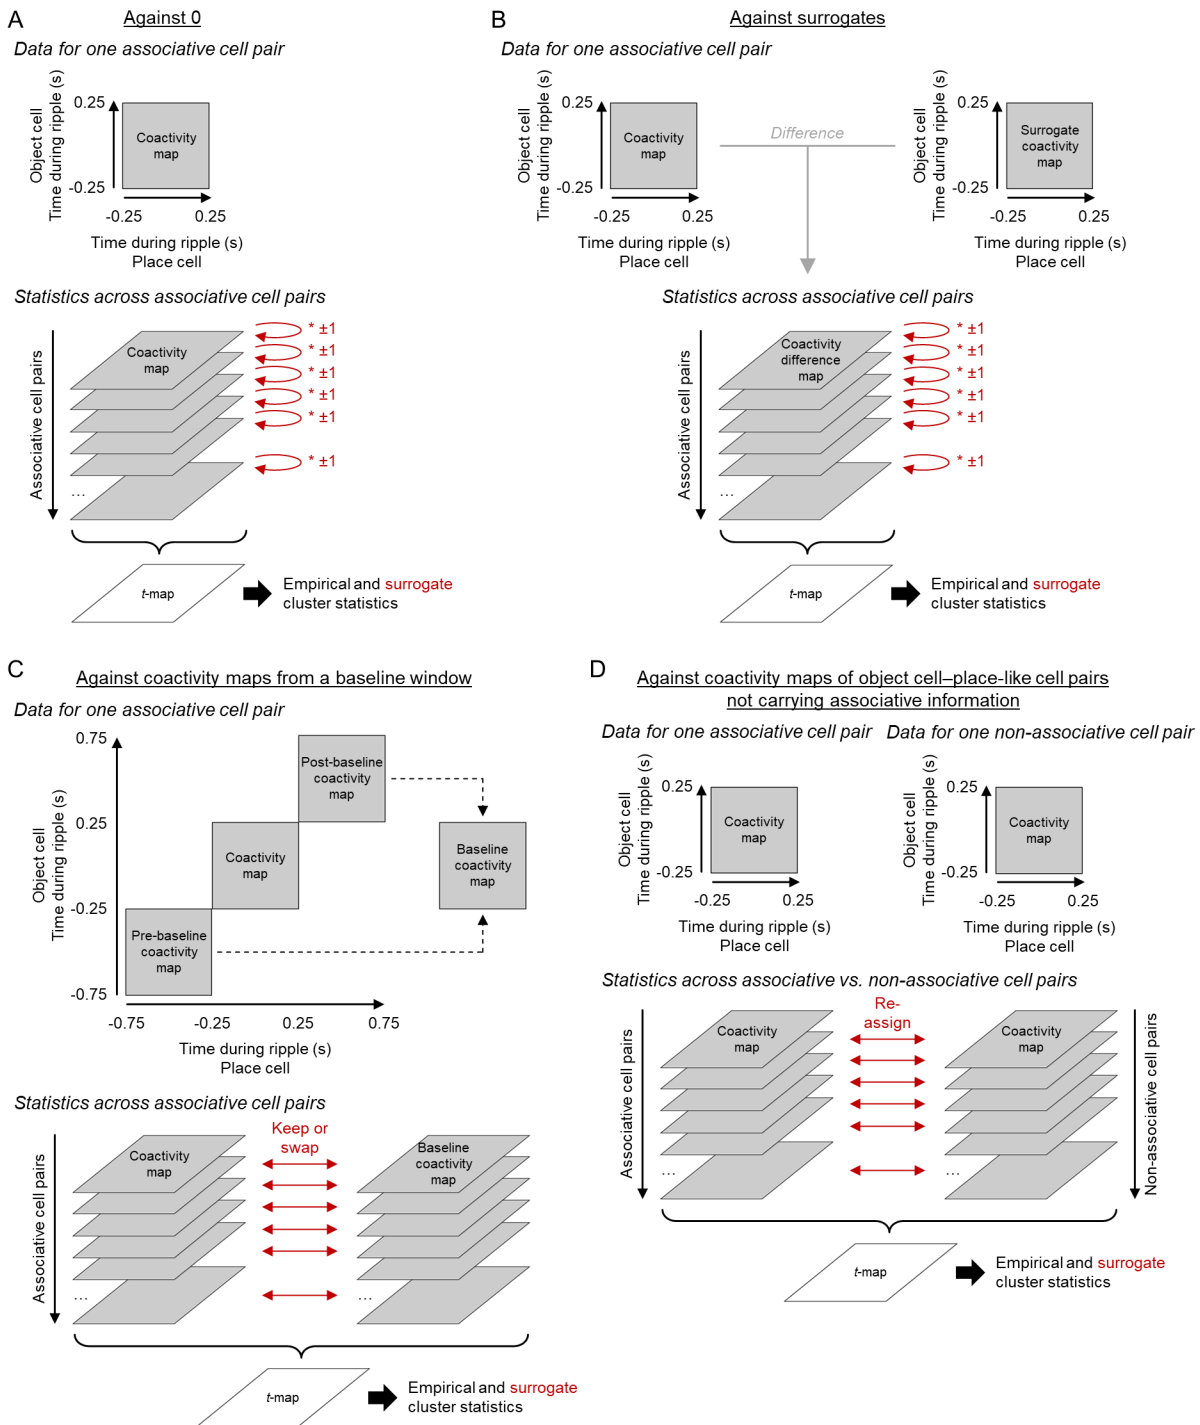 A
Against 0
Data for one associative cell pair
Object cell
Time during ripple (s)
0.25
-0.25
Coactivity
map
-0.25
0.25
Time during ripple (s)
Place cell
Statistics across associative cell pairs
Associative cell pairs
Coactivity
map
* ±1
* ±1
* ±1
* ±1
* ±1
* ±1
...
t-map
Empirical and surrogate
cluster statistics
B
Against surrogates
Data for one associative cell pair
Object cell
Time during ripple (s)
0.25
-0.25
Coactivity
map
-0.25
0.25
Time during ripple (s)
Place cell
Difference
Object cell
Time during ripple (s)
0.25
-0.25
Surrogate
coactivity
map
-0.25
0.25
Time during ripple (s)
Place cell
Statistics across associative cell pairs
Associative cell pairs
Coactivity
difference
map
* ±1
* ±1
* ±1
* ±1
* ±1
* ±1
...
t-map
Empirical and surrogate
cluster statistics
C
Against coactivity maps from a baseline window
Data for one associative cell pair
Object cell
Time during ripple (s)
0.75
0.25
-0.25
-0.75
Post-baseline
coactivity
map
Coactivity
map
Pre-baseline
coactivity
map
Baseline
coactivity
map
-0.75
-0.25
0.25
0.75
Time during ripple (s)
Place cell
Statistics across associative cell pairs
Associative cell pairs
Coactivity
map
Keep or
swap
Baseline
coactivity
map
...
...
t-map
Empirical and surrogate
cluster statistics
D
Against coactivity maps of object cell–place-like cell pairs
not carrying associative information
Data for one associative cell pair
Object cell
Time during ripple (s)
0.25
-0.25
Coactivity
map
-0.25
0.25
Time during ripple (s)
Place cell
Data for one non-associative cell pair
Object cell
Time during ripple (s)
0.25
-0.25
Coactivity
map
-0.25
0.25
Time during ripple (s)
Place cell
Statistics across associative vs. non-associative cell pairs
Associative cell pairs
Coactivity
map
Re-
assign
Coactivity
map
Non-associative cell pairs
...
...
t-map
Empirical and surrogate
cluster statistics